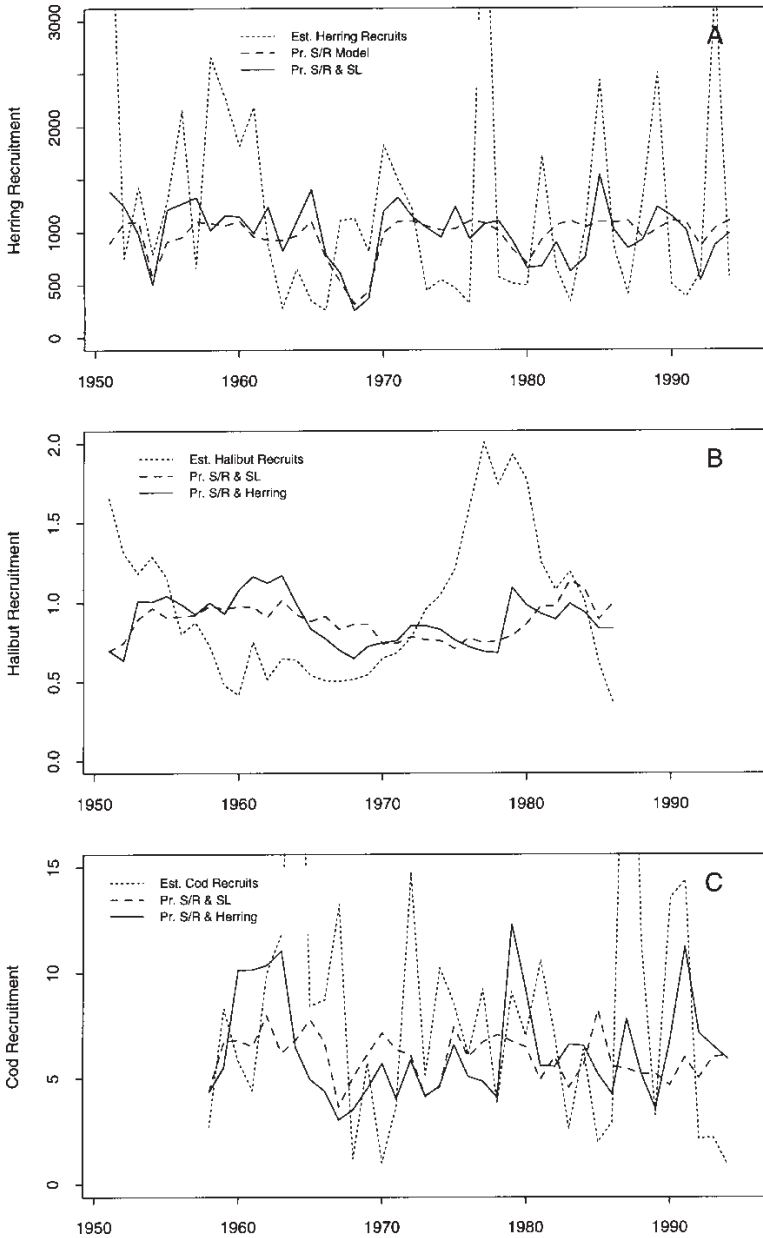 A
Est. Herring Recruits
Pr. S/R Model
Pr. S/R & SL
Herring Recruitment
3000
2000
1000
500
0
1950
1960
1970
1980
1990
B
Est. Halibut Recruits
Pr. S/R & SL
Pr. S/R & Herring
Halibut Recruitment
2.0
1.5
1.0
0.5
0.0
1950
1960
1970
1980
1990
C
Est. Cod Recruits
Pr. S/R & SL
Pr. S/R & Herring
Cod Recruitment
15
10
5
0
1950
1960
1970
1980
1990